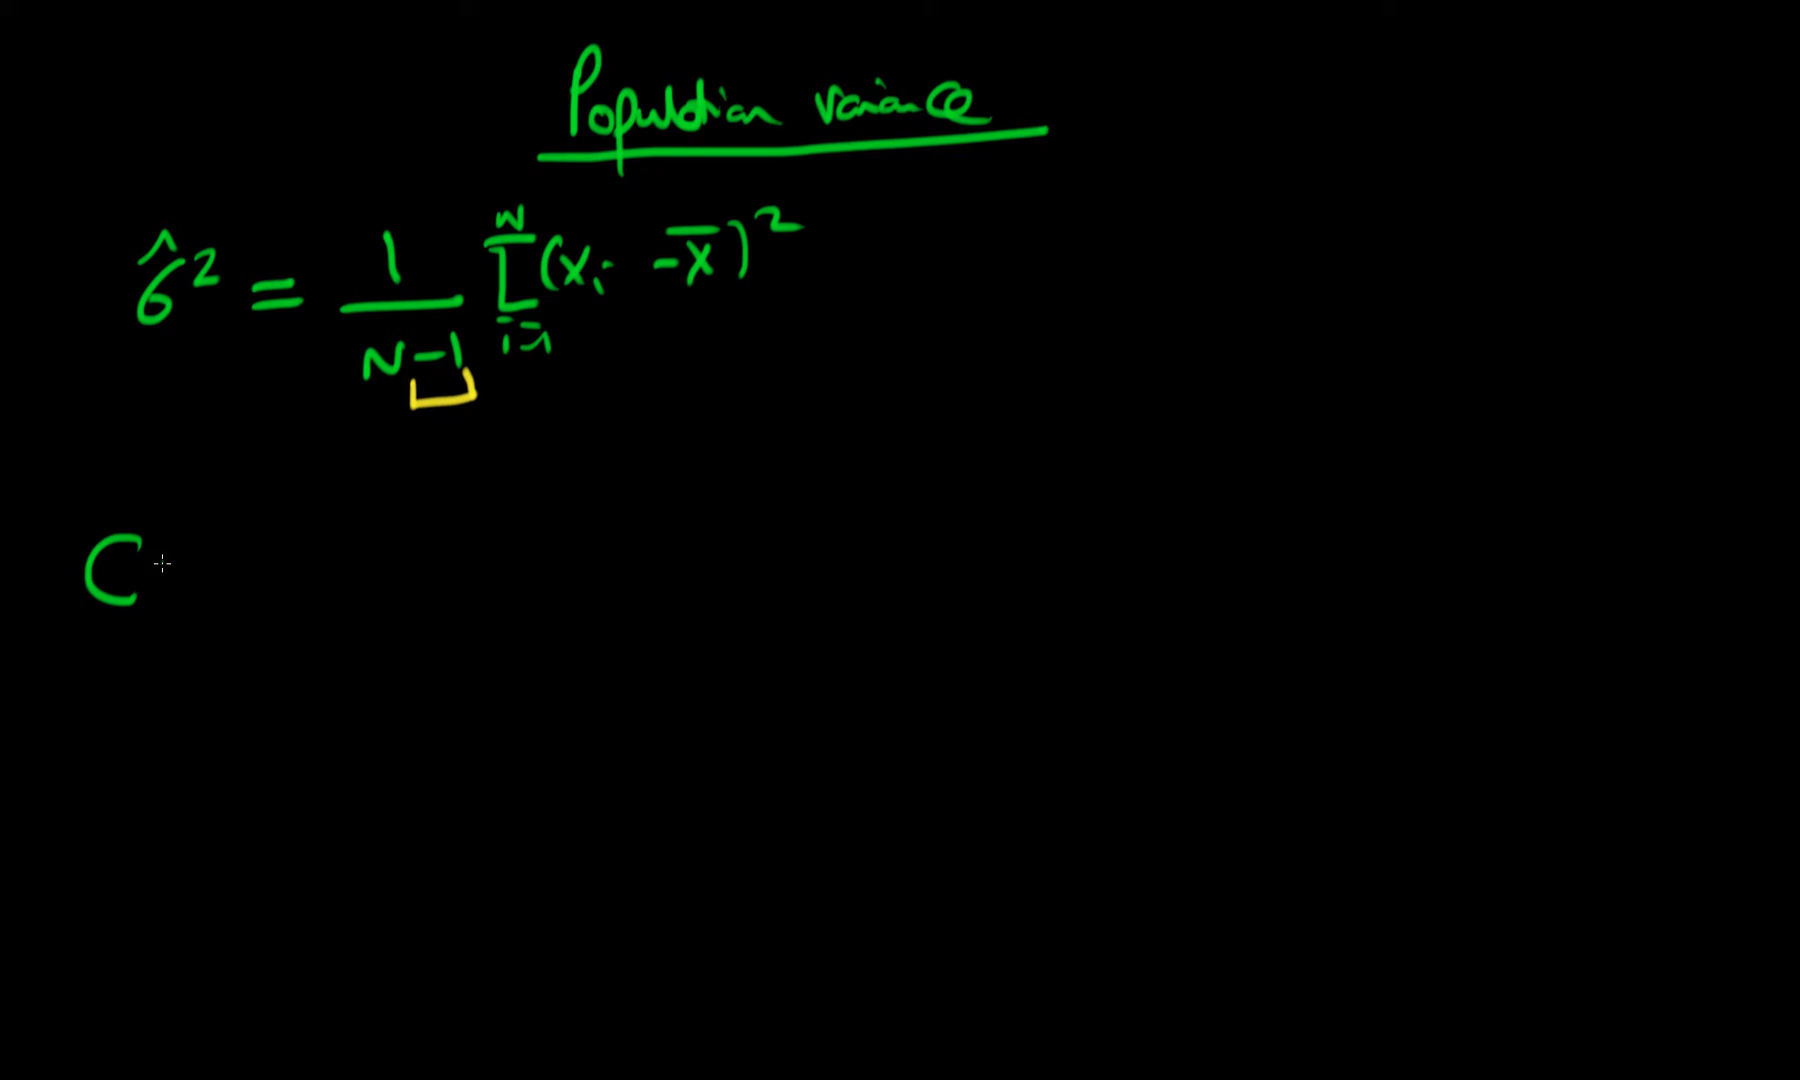 Population variance
σ̂² = 1/(N-1) Σ_{i=1}^{N} (xᵢ - x̄)²
C